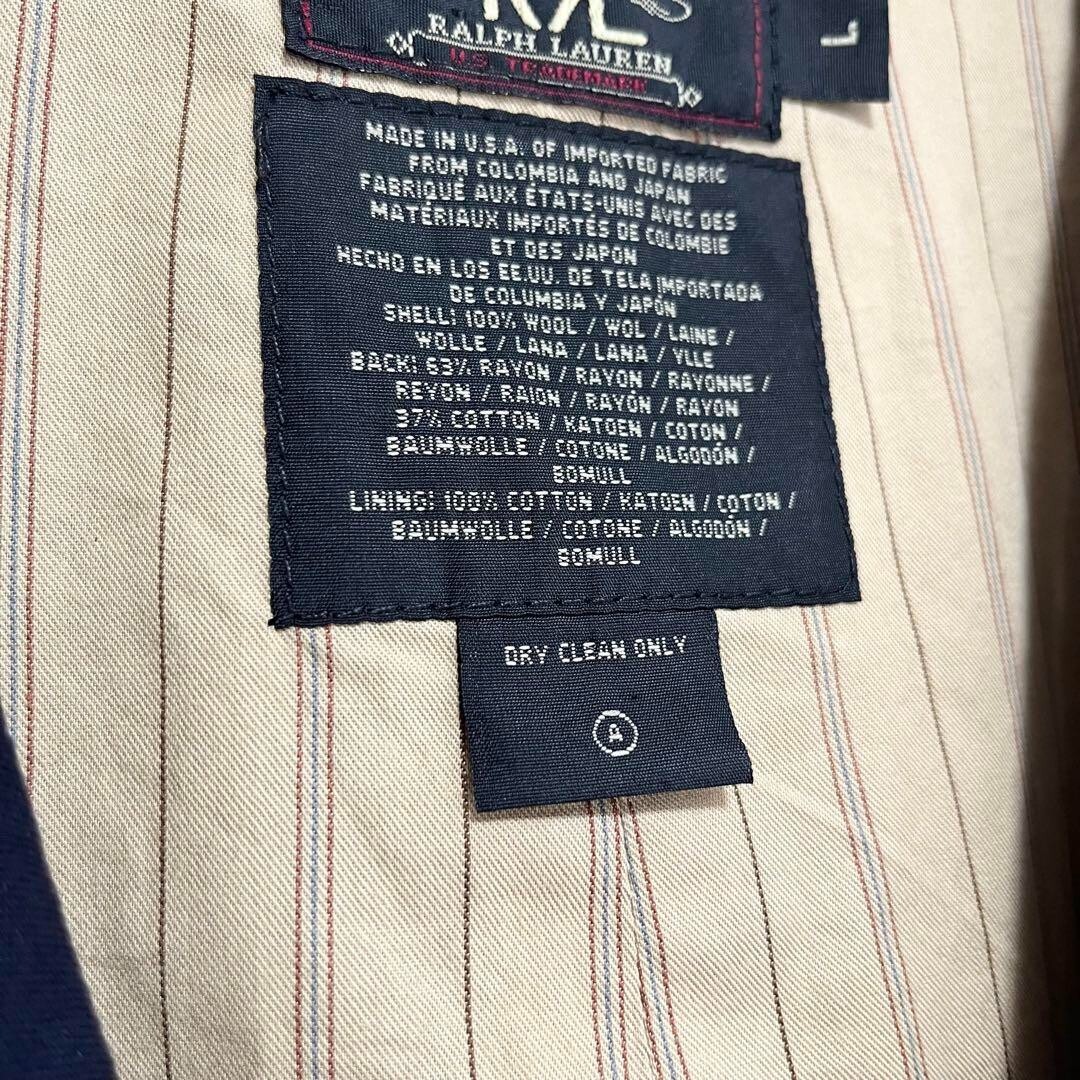 RRL
RALPH LAUREN
U.S. TRADEMARK
L
MADE IN U.S.A. OF IMPORTED FABRIC
FROM COLOMBIA AND JAPAN
FABRIQUÉ AUX ÉTATS-UNIS AVEC DES
MATÉRIAUX IMPORTÉE DE COLOMBIE
ET DES JAPON
HECHO EN LOS EE.UU. DE TELA IMPORTADA
DE COLUMBIA Y JAPÓN
SHELL: 100% WOOL / WOL / LAINE /
WOLLE / LANA / LANA / YLLE
BACK: 63% RAYON / RAYON / RAYONNE /
REYON / RAION / RAYÓN / RAYON
37% COTTON / KATOEN / COTON /
BAUMWOLLE / COTONE / ALGODÓN /
BOMULL
LINING: 100% COTTON / KATOEN / COTON /
BAUMWOLLE / COTONE / ALGODÓN /
BOMULL
DRY CLEAN ONLY
A